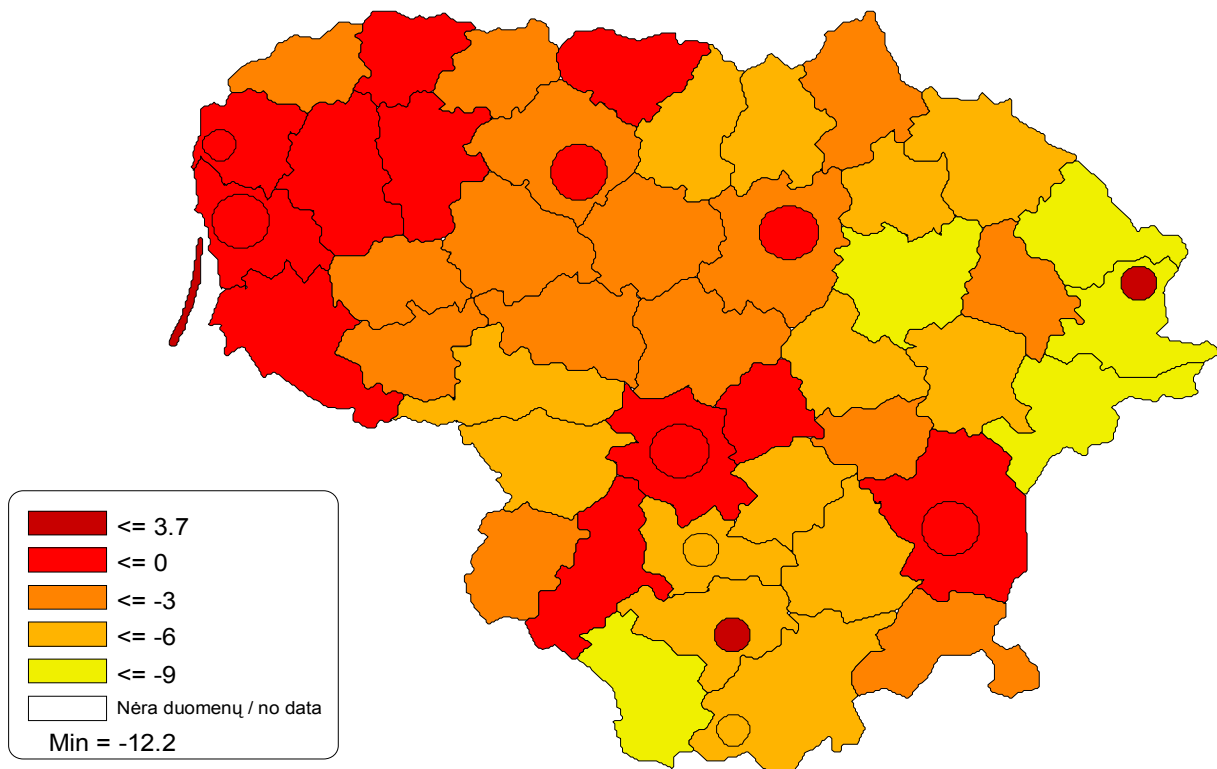 <= 3.7
<= 0
<= -3
<= -6
<= -9
Nėra duomenų / no data
Min = -12.2